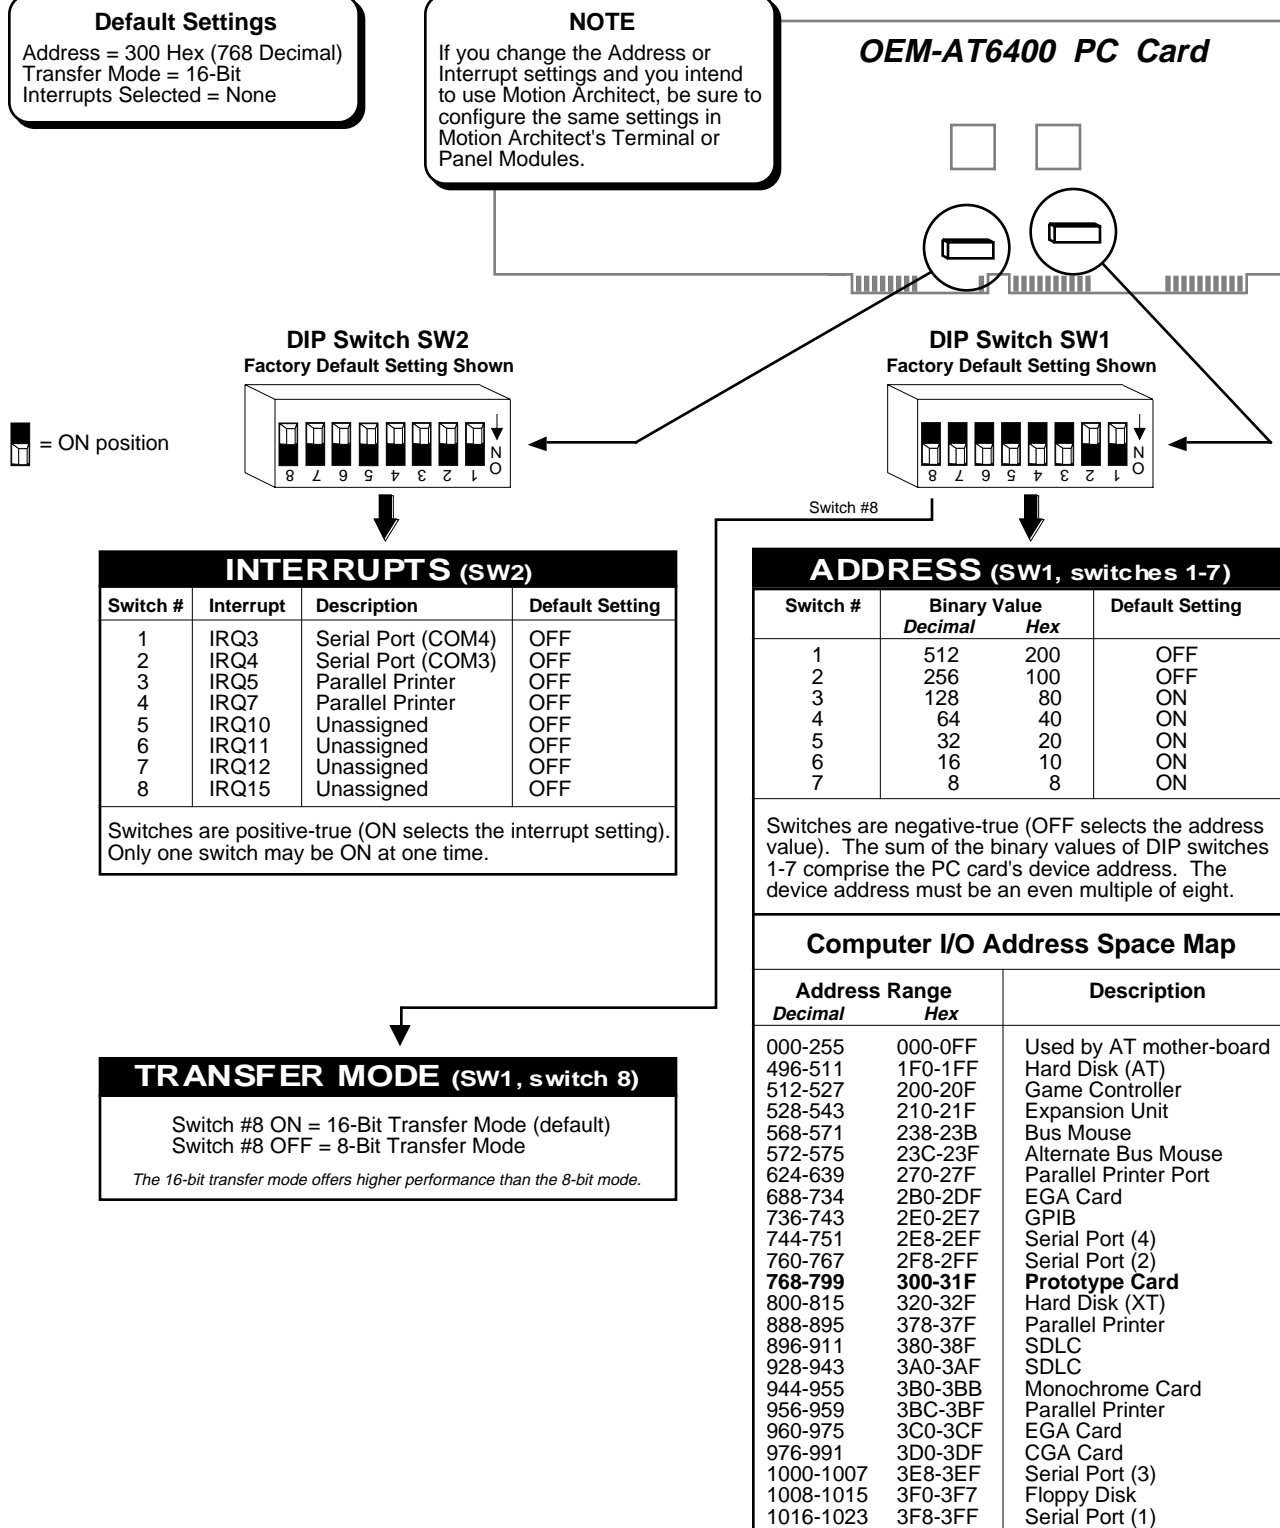 Default Settings
Address = 300 Hex (768 Decimal)
Transfer Mode = 16-Bit
Interrupts Selected = None
NOTE
If you change the Address or
Interrupt settings and you intend
to use Motion Architect, be sure to
configure the same settings in
Motion Architect's Terminal or
Panel Modules.
OEM-AT6400 PC Card
DIP Switch SW2
Factory Default Setting Shown
= ON position
8 7 6 5 4 3 2 1 ON
DIP Switch SW1
Factory Default Setting Shown
8 7 6 5 4 3 2 1 ON
Switch #8
INTERRUPTS (SW2)
Switch # Interrupt Description Default Setting
1 IRQ3 Serial Port (COM4) OFF
2 IRQ4 Serial Port (COM3) OFF
3 IRQ5 Parallel Printer OFF
4 IRQ7 Parallel Printer OFF
5 IRQ10 Unassigned OFF
6 IRQ11 Unassigned OFF
7 IRQ12 Unassigned OFF
8 IRQ15 Unassigned OFF
Switches are positive-true (ON selects the interrupt setting).
Only one switch may be ON at one time.
ADDRESS (SW1, switches 1-7)
Switch # Binary Value Default Setting
Decimal Hex
1 512 200 OFF
2 256 100 OFF
3 128 80 ON
4 64 40 ON
5 32 20 ON
6 16 10 ON
7 8 8 ON
Switches are negative-true (OFF selects the address
value). The sum of the binary values of DIP switches
1-7 comprise the PC card's device address. The
device address must be an even multiple of eight.
Computer I/O Address Space Map
Address Range Description
Decimal Hex
000-255 000-0FF Used by AT mother-board
496-511 1F0-1FF Hard Disk (AT)
512-527 200-20F Game Controller
528-543 210-21F Expansion Unit
568-571 238-23B Bus Mouse
572-575 23C-23F Alternate Bus Mouse
624-639 270-27F Parallel Printer Port
688-734 2B0-2DF EGA Card
736-743 2E0-2E7 GPIB
744-751 2E8-2EF Serial Port (4)
760-767 2F8-2FF Serial Port (2)
768-799 300-31F Prototype Card
800-815 320-32F Hard Disk (XT)
888-895 378-37F Parallel Printer
896-911 380-38F SDLC
928-943 3A0-3AF SDLC
944-955 3B0-3BB Monochrome Card
956-959 3BC-3BF Parallel Printer
960-975 3C0-3CF EGA Card
976-991 3D0-3DF CGA Card
1000-1007 3E8-3EF Serial Port (3)
1008-1015 3F0-3F7 Floppy Disk
1016-1023 3F8-3FF Serial Port (1)
TRANSFER MODE (SW1, switch 8)
Switch #8 ON = 16-Bit Transfer Mode (default)
Switch #8 OFF = 8-Bit Transfer Mode
The 16-bit transfer mode offers higher performance than the 8-bit mode.